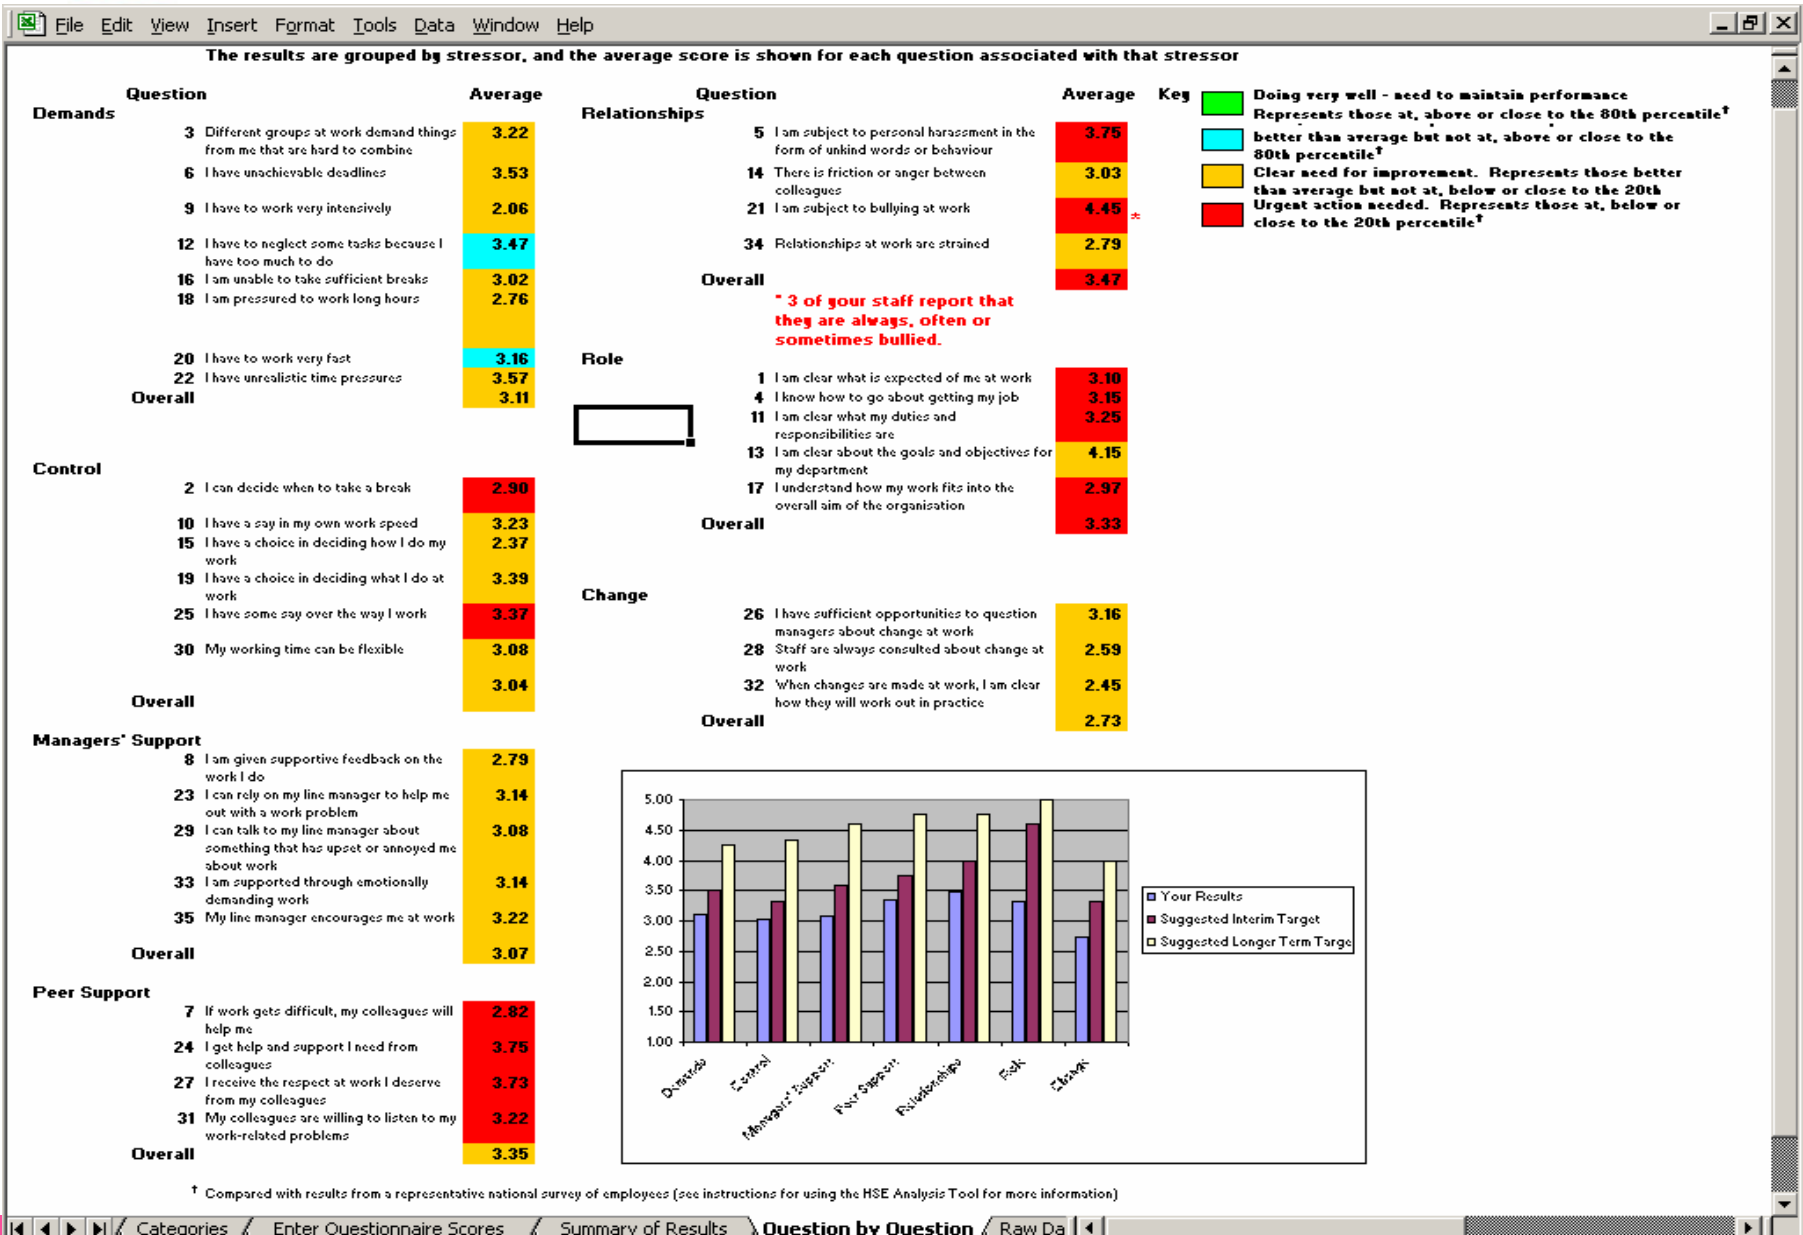 File Edit View Insert Format Tools Data Window Help
The results are grouped by stressor, and the average score is shown for each question associated with that stressor
Question Average
Demands
3 Different groups at work demand things 3.22
from me that are hard to combine
6 I have unachievable deadlines 3.53
9 I have to work very intensively 2.06
12 I have to neglect some tasks because I 3.47
have too much to do
16 I am unable to take sufficient breaks 3.02
18 I am pressured to work long hours 2.76
20 I have to work very fast 3.16
22 I have unrealistic time pressures 3.57
Overall 3.11
Control
2 I can decide when to take a break 2.90
10 I have a say in my own work speed 3.23
15 I have a choice in deciding how I do my 2.37
work
19 I have a choice in deciding what I do at 3.39
work
25 I have some say over the way I work 3.37
30 My working time can be flexible 3.08
3.04
Overall
Managers' Support
8 I am given supportive feedback on the 2.79
work I do
23 I can rely on my line manager to help me 3.14
out with a work problem
29 I can talk to my line manager about 3.08
something that has upset or annoyed me
about work
33 I am supported through emotionally 3.14
demanding work
35 My line manager encourages me at work 3.22
Overall 3.07
Peer Support
7 If work gets difficult, my colleagues will 2.82
help me
24 I get help and support I need from 3.75
colleagues
27 I receive the respect at work I deserve 3.73
from my colleagues
31 My colleagues are willing to listen to my 3.22
work-related problems
Overall 3.35
Question Average
Relationships
5 I am subject to personal harassment in the 3.75
form of unkind words or behaviour
14 There is friction or anger between 3.03
colleagues
21 I am subject to bullying at work 4.45 *
34 Relationships at work are strained 2.79
Overall 3.47
* 3 of your staff report that
they are always, often or
sometimes bullied.
Role
1 I am clear what is expected of me at work 3.10
4 I know how to go about getting my job 3.15
11 I am clear what my duties and 3.25
responsibilities are
13 I am clear about the goals and objectives for 4.15
my department
17 I understand how my work fits into the 2.97
overall aim of the organisation
Overall 3.33
Change
26 I have sufficient opportunities to question 3.16
managers about change at work
28 Staff are always consulted about change at 2.59
work
32 When changes are made at work, I am clear 2.45
how they will work out in practice
Overall 2.73
Key
Doing very well - need to maintain performance
Represents those at, above or close to the 80th percentile†
better than average but not at, above or close to the
80th percentile†
Clear need for improvement. Represents those better
than average but not at, below or close to the 20th
Urgent action needed. Represents those at, below or
close to the 20th percentile†
5.00
4.50
4.00
3.50
3.00
2.50
2.00
1.50
1.00
Demands
Control
Managers' Support
Peer Support
Relationships
Role
Change
Your Results
Suggested Interim Target
Suggested Longer Term Targe
† Compared with results from a representative national survey of employees (see instructions for using the HSE Analysis Tool for more information)
Categories Enter Questionnaire Scores Summary of Results Question by Question Raw Da